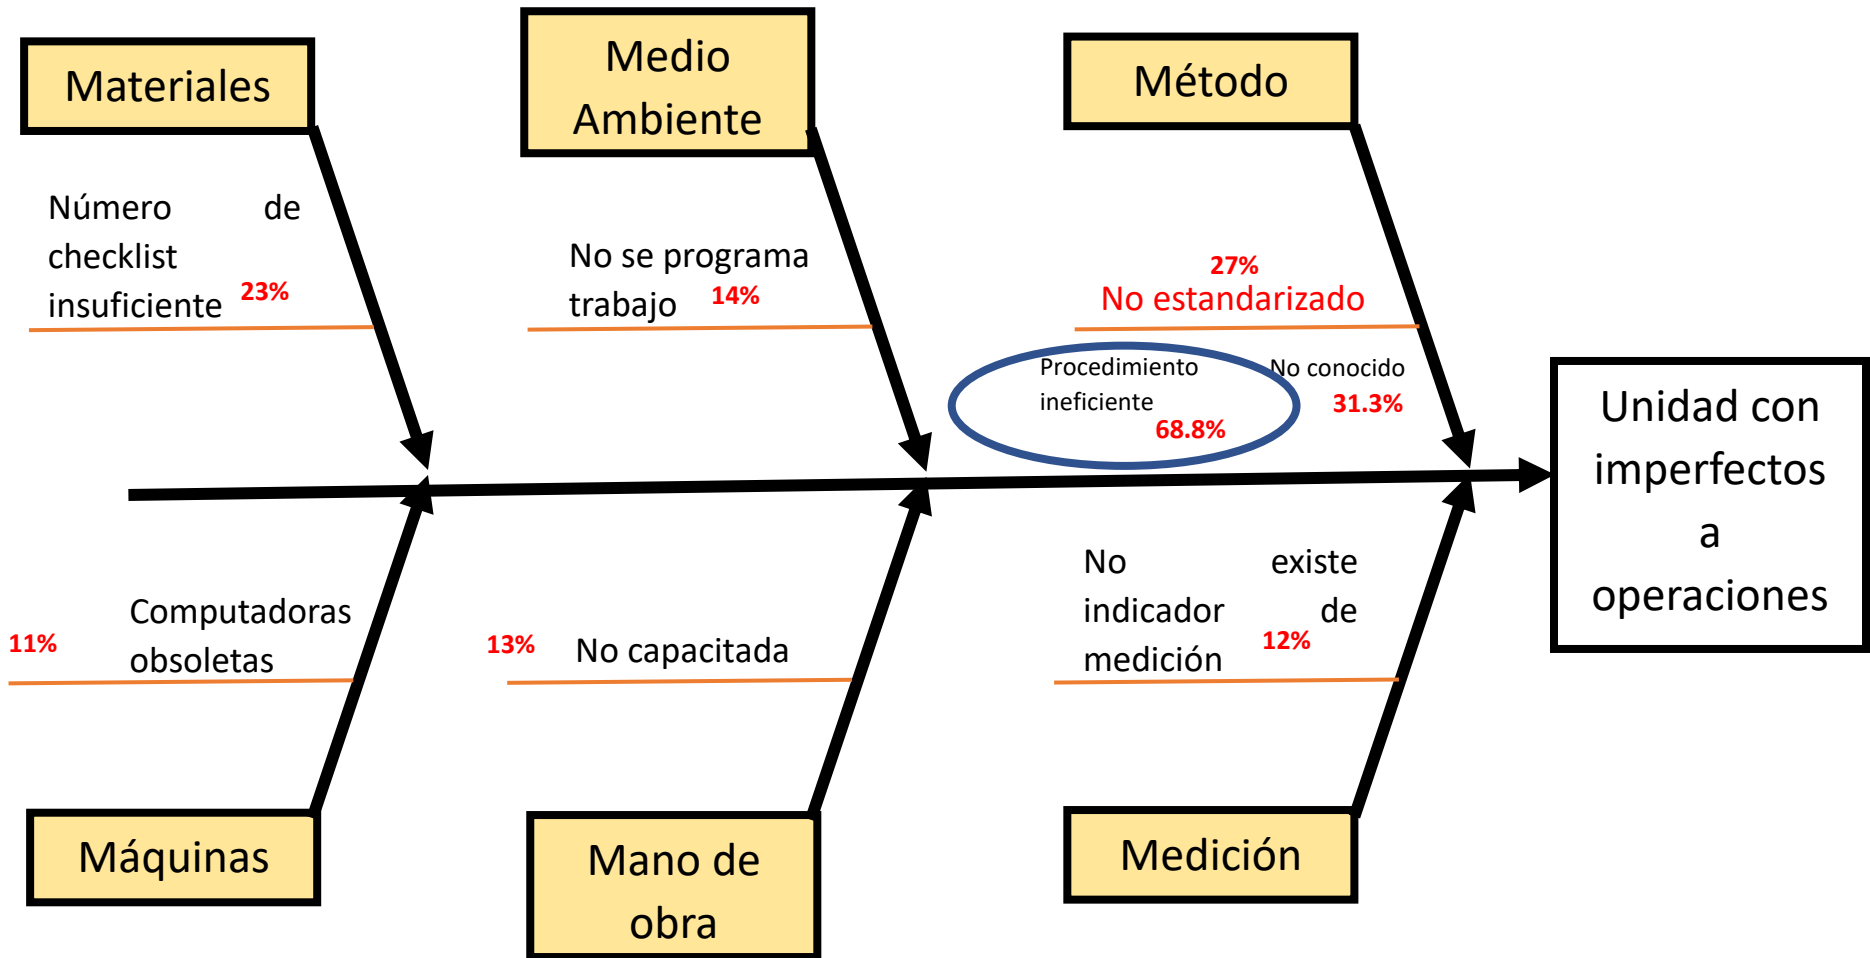 Materiales
Medio
Ambiente
Método
Número de
checklist
insuficiente 23%
No se programa
trabajo 14%
27%
No estandarizado
Procedimiento
ineficiente
68.8%
No conocido
31.3%
Unidad con
imperfectos
a
operaciones
11%
Computadoras
obsoletas
13% No capacitada
No existe
indicador de
medición 12%
Máquinas
Mano de
obra
Medición